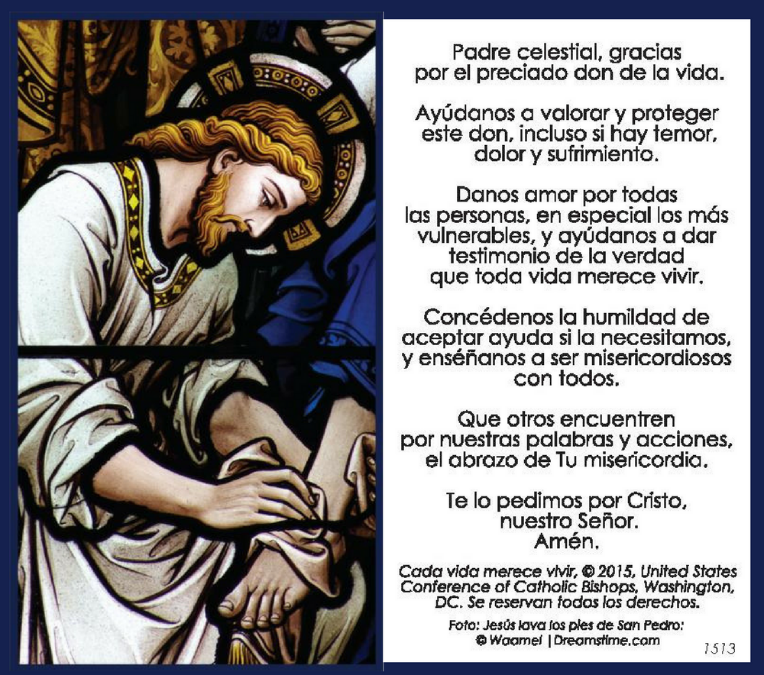 Padre celestial, gracias
por el preciado don de la vida.
Ayúdanos a valorar y proteger
este don, incluso si hay temor,
dolor y sufrimiento.
Danos amor por todas
las personas, en especial los más
vulnerables, y ayúdanos a dar
testimonio de la verdad
que toda vida merece vivir.
Concédenos la humildad de
aceptar ayuda si la necesitamos,
y enséñanos a ser misericordiosos
con todos.
Que otros encuentren
por nuestras palabras y acciones,
el abrazo de Tu misericordia.
Te lo pedimos por Cristo,
nuestro Señor.
Amén.
Cada vida merece vivir, © 2015, United States
Conference of Catholic Bishops, Washington,
DC. Se reservan todos los derechos.
Foto: Jesús lava los pies de San Pedro:
© Waamel | Dreamstime.com
1513